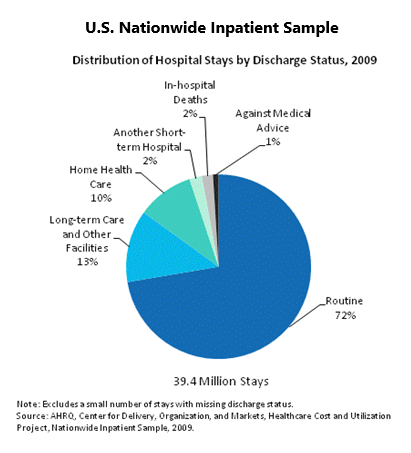 U.S. Nationwide Inpatient Sample
Distribution of Hospital Stays by Discharge Status, 2009
In-hospital
Deaths
2%
Against Medical
Advice
1%
Another Short-
term Hospital
2%
Home Health
Care
10%
Long-term Care
and Other
Facilities
13%
Routine
72%
39.4 Million Stays
Note: Excludes a small number of stays with missing discharge status.
Source: AHRQ, Center for Delivery, Organization, and Markets, Healthcare Cost and Utilization
Project, Nationwide Inpatient Sample, 2009.